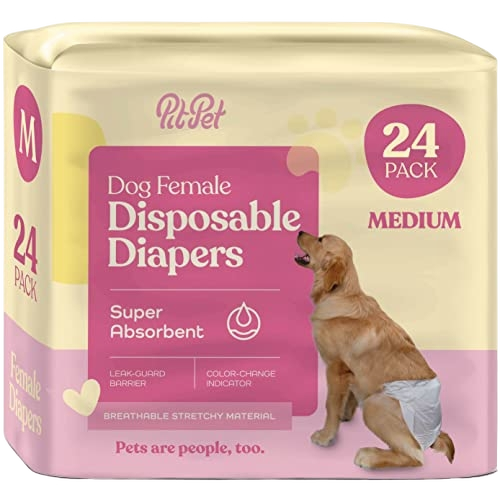 M
24
PACK
Female
Diapers
PitPet
Dog Female
Disposable
Diapers
Super
Absorbent
LEAK-GUARD
BARRIER
COLOR-CHANGE
INDICATOR
BREATHABLE STRETCHY MATERIAL
Pets are people, too.
24
PACK
MEDIUM